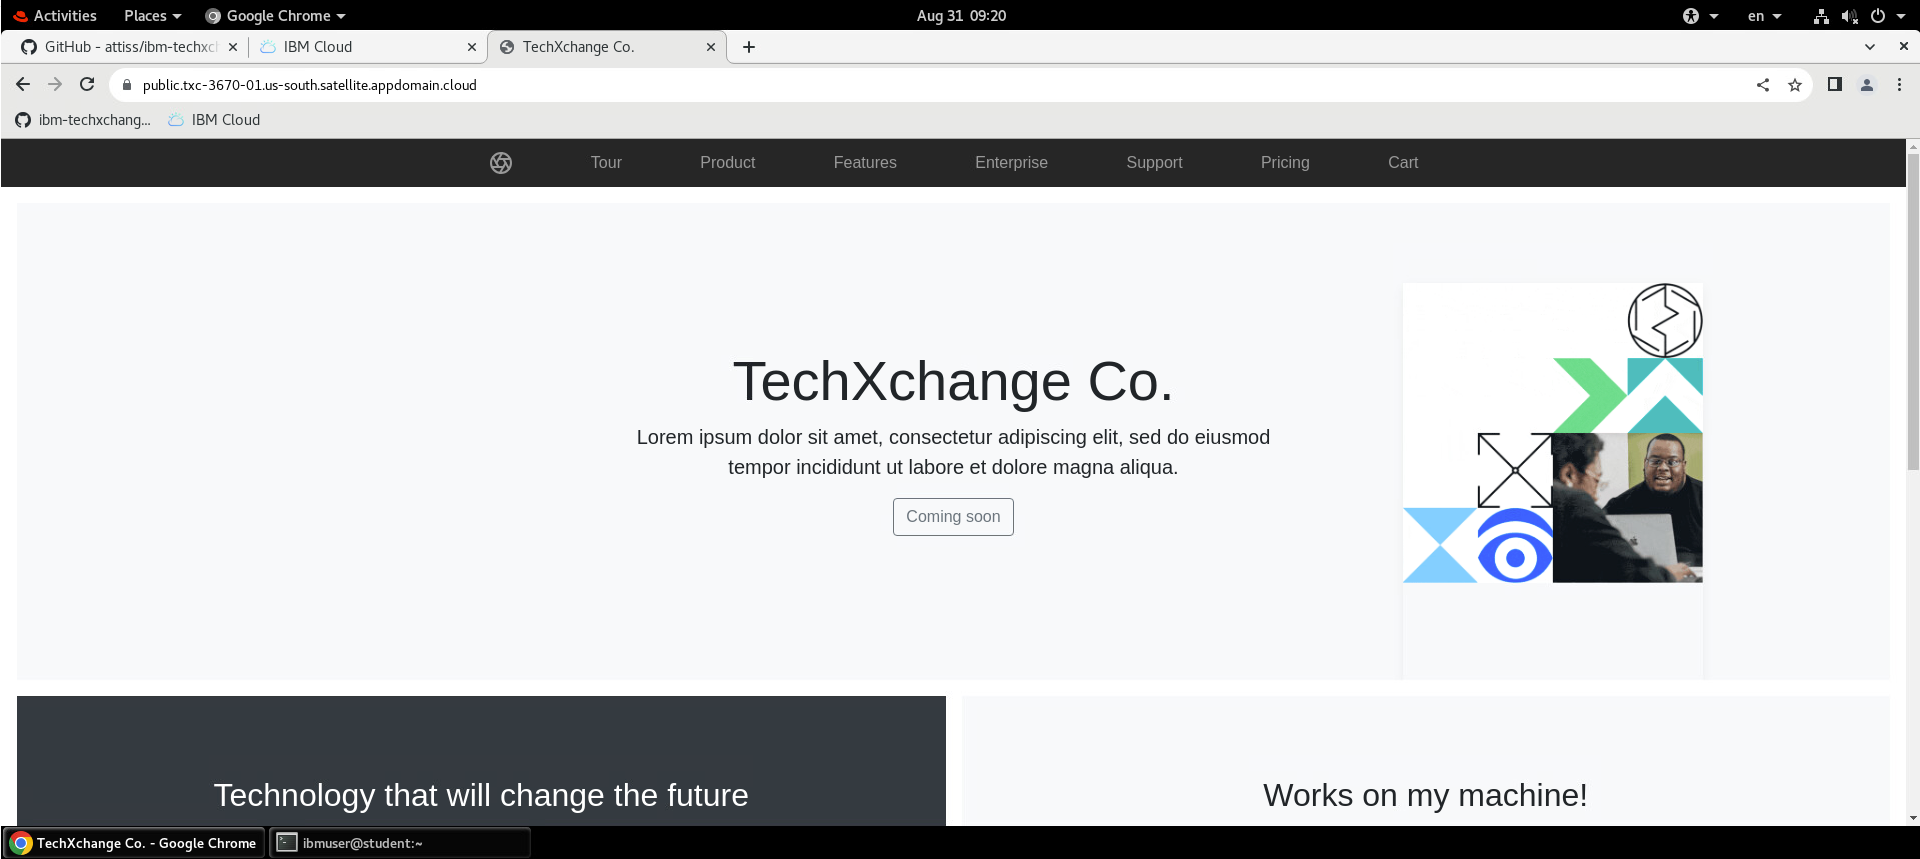 Activities Places Google Chrome Aug 31 09:20 en
GitHub - attiss/ibm-techxch IBM Cloud TechXchange Co.
public.txc-3670-01.us-south.satellite.appdomain.cloud
ibm-techxchang... IBM Cloud
Tour Product Features Enterprise Support Pricing Cart
TechXchange Co.
Lorem ipsum dolor sit amet, consectetur adipiscing elit, sed do eiusmod
tempor incididunt ut labore et dolore magna aliqua.
Coming soon
Technology that will change the future
Works on my machine!
TechXchange Co. - Google Chrome ibmuser@student:~